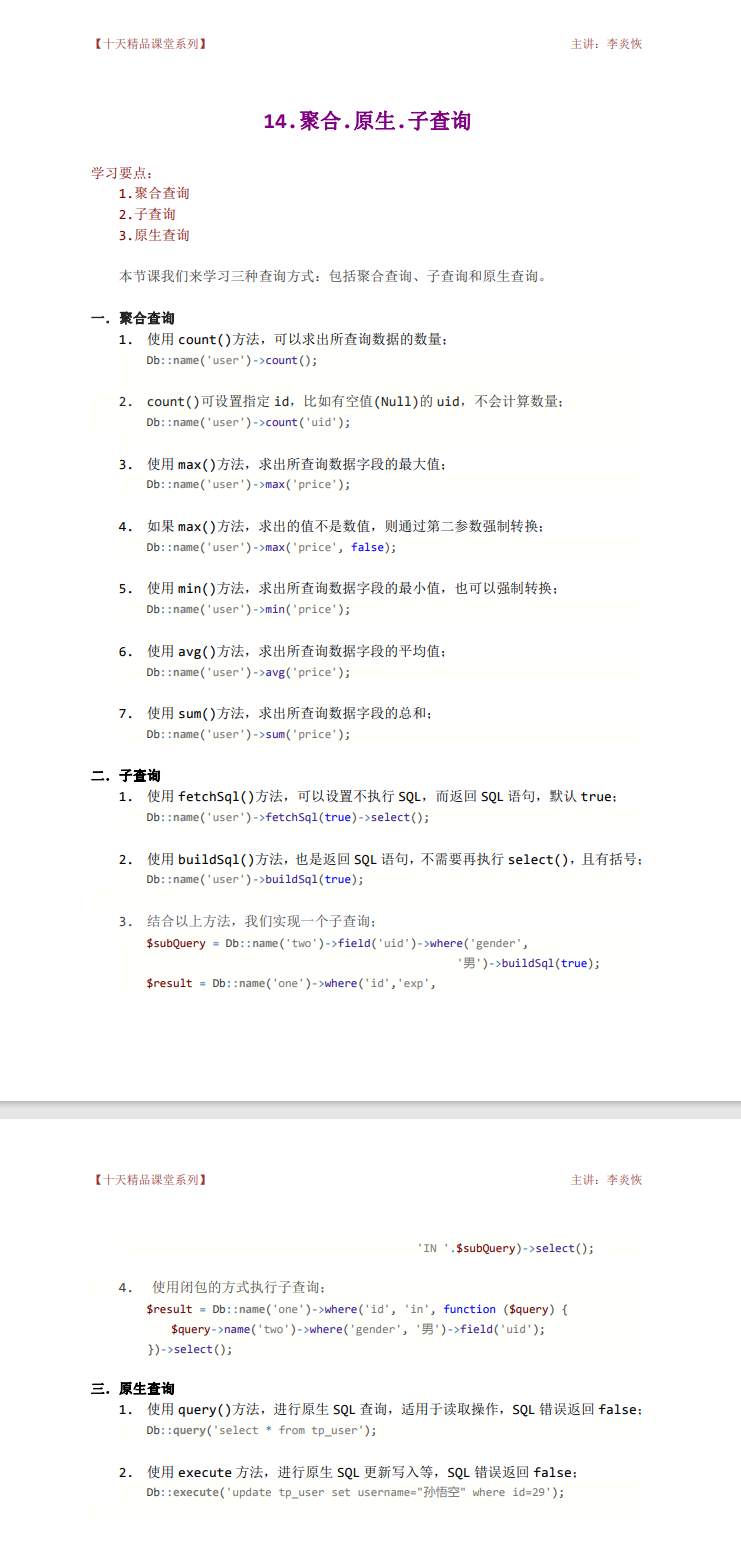 【十天精品课堂系列】 主讲：李炎恢
14.聚合.原生.子查询
学习要点：
1.聚合查询
2.子查询
3.原生查询
本节课我们来学习三种查询方式：包括聚合查询、子查询和原生查询。
一．聚合查询
1. 使用 count()方法，可以求出所查询数据的数量；
Db::name('user')->count();
2. count()可设置指定 id，比如有空值(Null)的 uid，不会计算数量；
Db::name('user')->count('uid');
3. 使用 max()方法，求出所查询数据字段的最大值；
Db::name('user')->max('price');
4. 如果 max()方法，求出的值不是数值，则通过第二参数强制转换；
Db::name('user')->max('price', false);
5. 使用 min()方法，求出所查询数据字段的最小值，也可以强制转换；
Db::name('user')->min('price');
6. 使用 avg()方法，求出所查询数据字段的平均值；
Db::name('user')->avg('price');
7. 使用 sum()方法，求出所查询数据字段的总和；
Db::name('user')->sum('price');
二．子查询
1. 使用 fetchSql()方法，可以设置不执行 SQL，而返回 SQL 语句，默认 true；
Db::name('user')->fetchSql(true)->select();
2. 使用 buildSql()方法，也是返回 SQL 语句，不需要再执行 select()，且有括号；
Db::name('user')->buildSql(true);
3. 结合以上方法，我们实现一个子查询；
$subQuery = Db::name('two')->field('uid')->where('gender',
'男')->buildSql(true);
$result = Db::name('one')->where('id','exp',
【十天精品课堂系列】 主讲：李炎恢
'IN '.$subQuery)->select();
4. 使用闭包的方式执行子查询；
$result = Db::name('one')->where('id', 'in', function ($query) {
$query->name('two')->where('gender', '男')->field('uid');
})->select();
三．原生查询
1. 使用 query()方法，进行原生 SQL 查询，适用于读取操作，SQL 错误返回 false；
Db::query('select * from tp_user');
2. 使用 execute 方法，进行原生 SQL 更新写入等，SQL 错误返回 false；
Db::execute('update tp_user set username="孙悟空" where id=29');